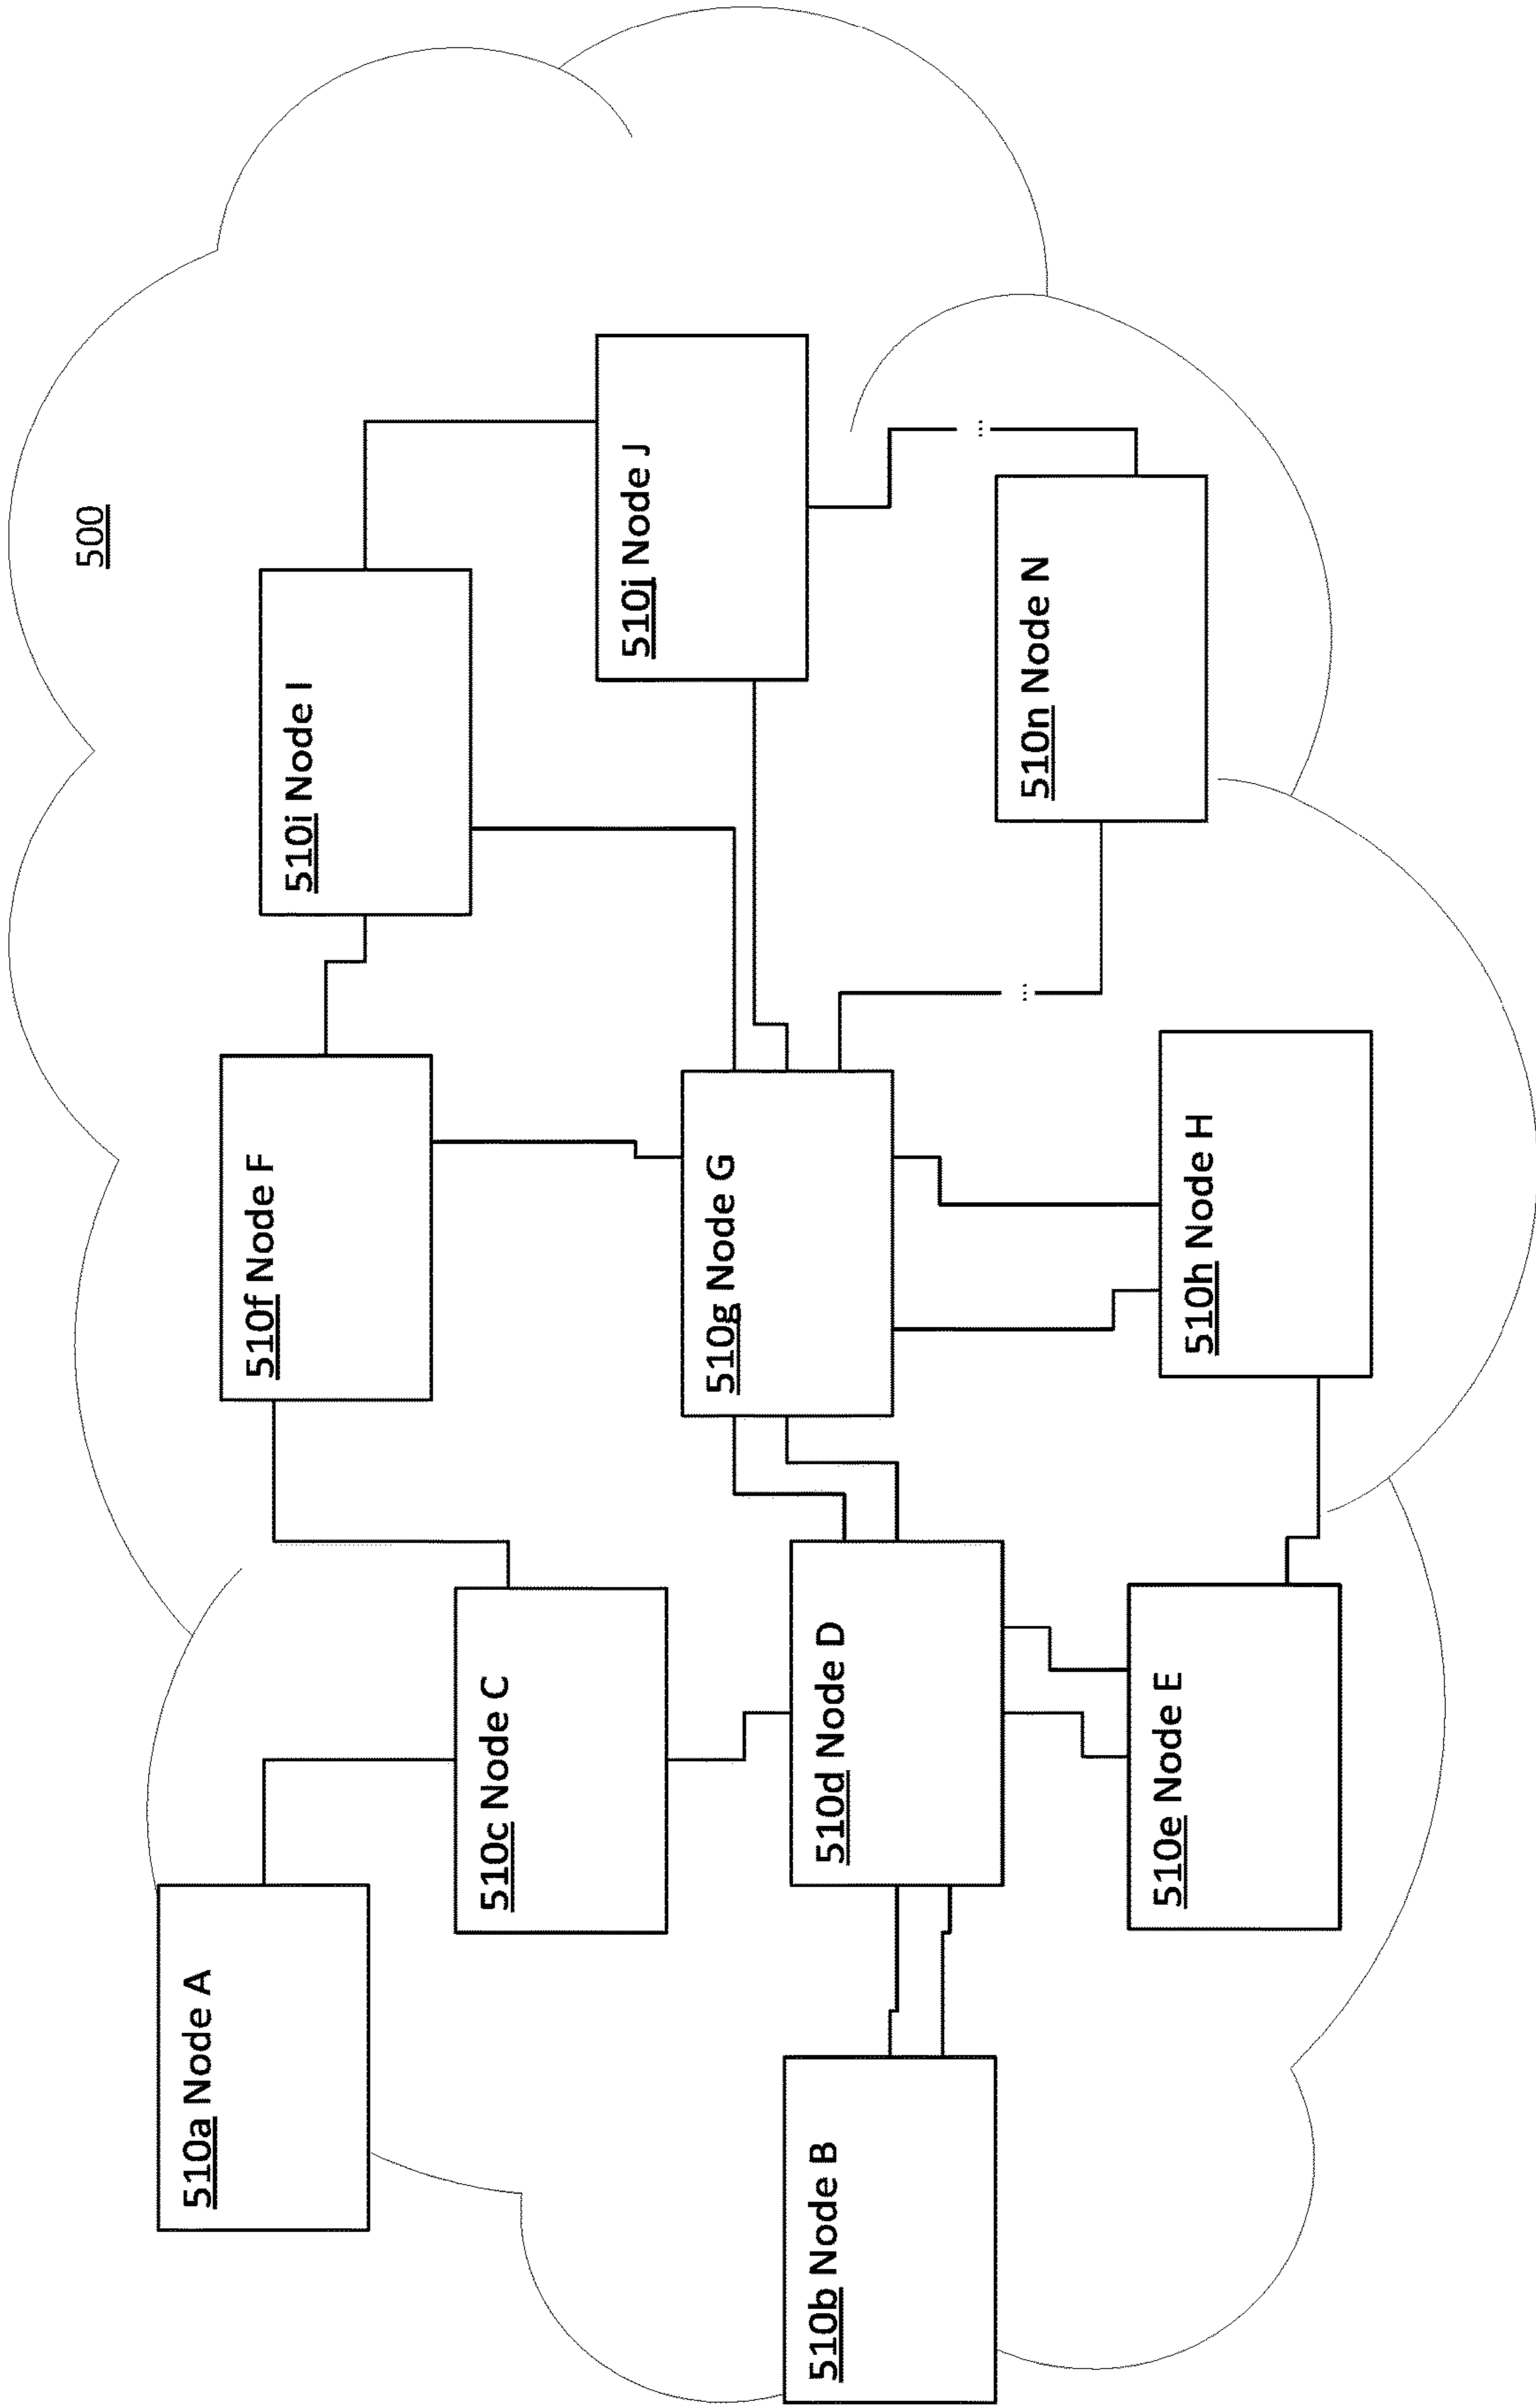 500
510a Node A
510b Node B
510c Node C
510d Node D
510e Node E
510f Node F
510g Node G
510h Node H
510i Node I
510j Node J
510n Node N
...
...